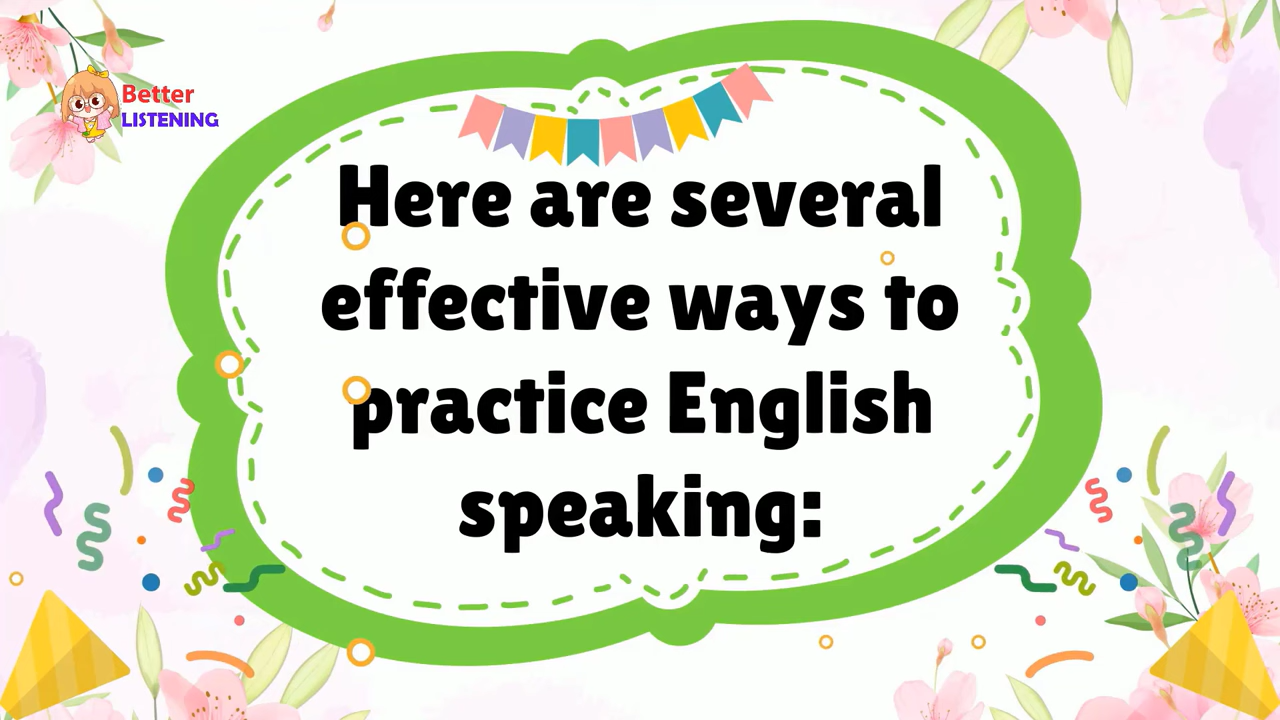 Better
LISTENING
Here are several
effective ways to
practice English
speaking: